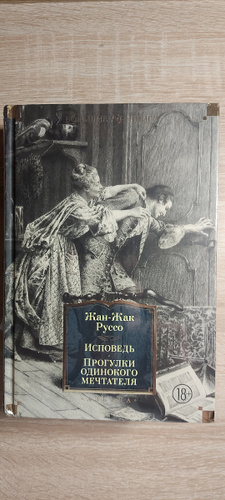 Жан-Жак
Руссо
Исповедь
Прогулки
одинокого
мечтателя
18+